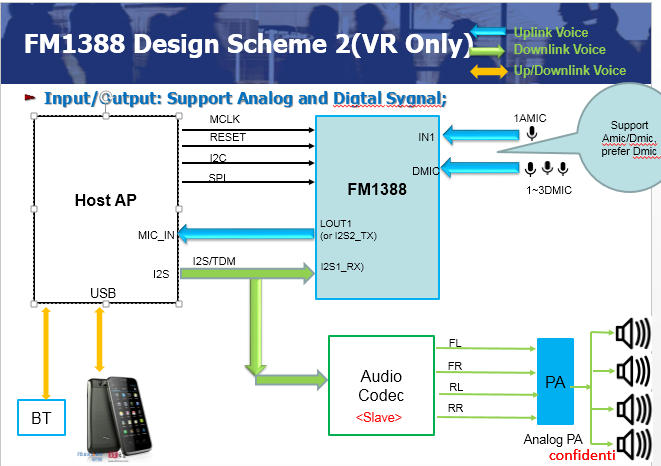 FM1388 Design Scheme 2(VR Only)
Uplink Voice
Downlink Voice
Up/Downlink Voice
Input/Output: Support Analog and Digtal Sygnal;
MCLK
RESET
I2C
SPI
Host AP
MIC_IN
I2S
USB
I2S/TDM
IN1
DMIC
FM1388
LOUT1
(or I2S2_TX)
I2S1_RX)
1AMIC
1~3DMIC
Support
Amic/Dmic,
prefer Dmic
BT
Audio
Codec
<Slave>
FL
FR
RL
RR
PA
Analog PA
confidenti